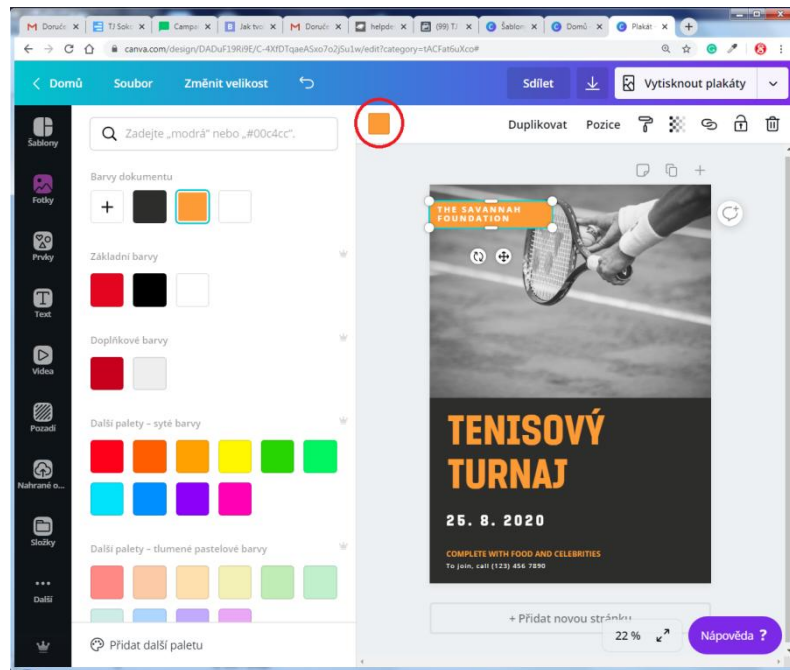 Doruče
TJ Soko
Campa
Jak tvo
Doruče
helpde
(99) TJ
Šablon
Domů
Plakát
canva.com/design/DADuF19Ri9E/C-4XfDTqaeASxo7o2jSu1w/edit?category=tACFat6uXco#
Domů Soubor Změnit velikost Sdílet Vytisknout plakáty
Duplikovat Pozice
Šablony
Fotky
Prvky
Text
Videa
Pozadí
Nahrané o...
Složky
Další
Zadejte „modrá“ nebo „#00c4cc“.
Barvy dokumentu
Základní barvy
Doplňkové barvy
Další palety – syté barvy
Další palety – tlumené pastelové barvy
Přidat další paletu
THE SAVANNAH
FOUNDATION
TENISOVÝ
TURNAJ
25. 8. 2020
COMPLETE WITH FOOD AND CELEBRITIES
To join, call (123) 456 7890
+ Přidat novou stránku
22 %
Nápověda ?